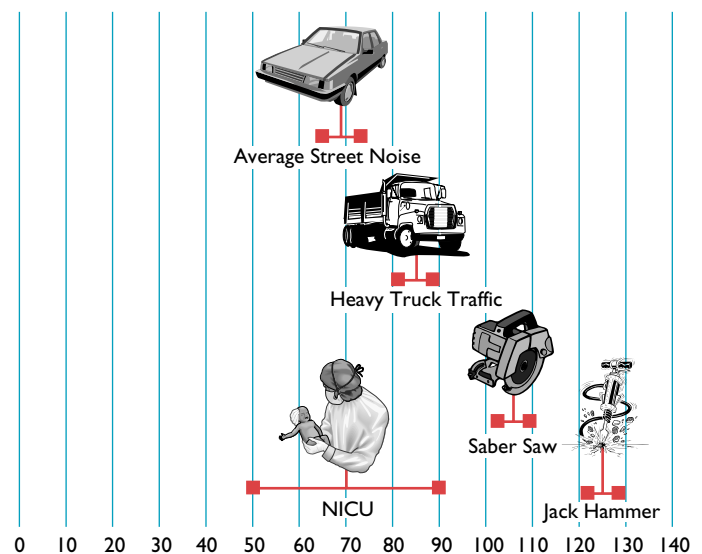 Average Street Noise
Heavy Truck Traffic
Saber Saw
NICU
Jack Hammer
0 10 20 30 40 50 60 70 80 90 100 110 120 130 140